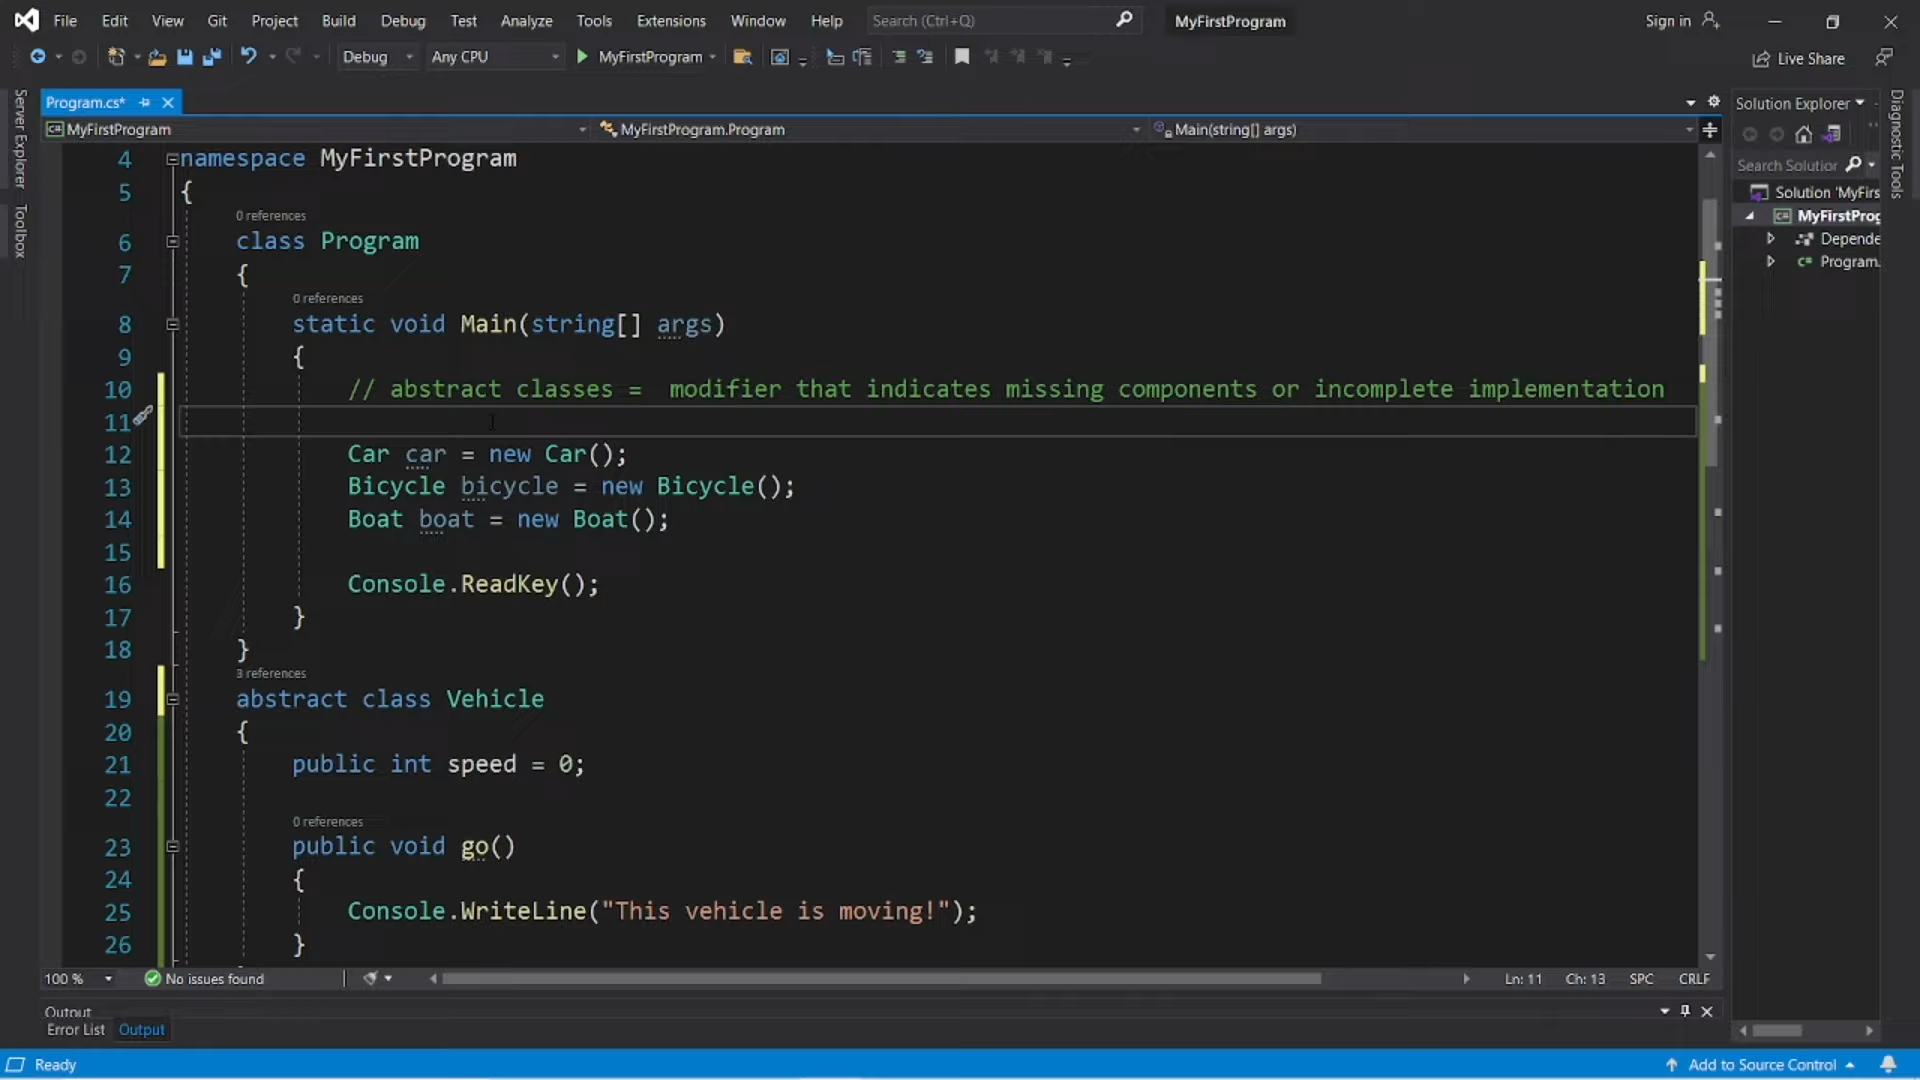 File Edit View Git Project Build Debug Test Analyze Tools Extensions Window Help Search (Ctrl+Q) MyFirstProgram Sign in
Debug Any CPU MyFirstProgram Live Share
Server Explorer
Toolbox
Program.cs*
MyFirstProgram MyFirstProgram.Program Main(string[] args)
4 namespace MyFirstProgram
5 {
0 references
6 class Program
7 {
0 references
8 static void Main(string[] args)
9 {
10 // abstract classes =  modifier that indicates missing components or incomplete implementation
11
12 Car car = new Car();
13 Bicycle bicycle = new Bicycle();
14 Boat boat = new Boat();
15
16 Console.ReadKey();
17 }
18 }
3 references
19 abstract class Vehicle
20 {
21 public int speed = 0;
22
0 references
23 public void go()
24 {
25 Console.WriteLine("This vehicle is moving!");
26 }
100 % No issues found Ln: 11 Ch: 13 SPC CRLF
Output
Error List Output
Ready Add to Source Control
Solution Explorer
Search Solution
Solution 'MyFirs
MyFirstProg
Depende
Program.
Diagnostic Tools